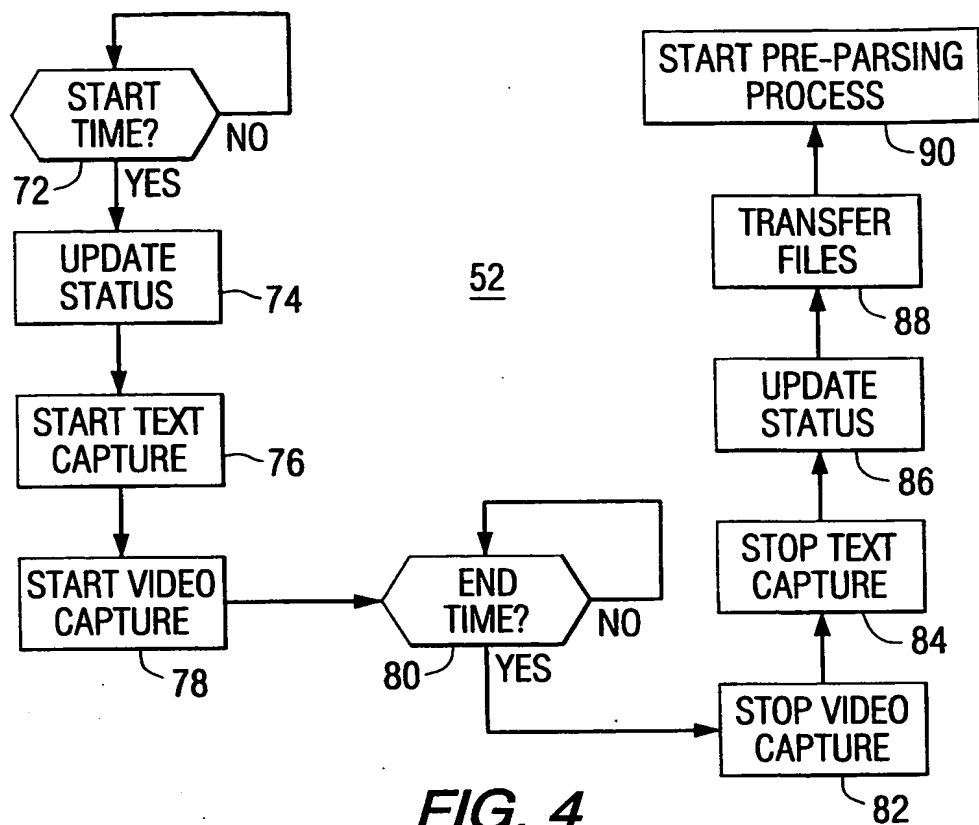 START
TIME?
NO
72
YES
UPDATE
STATUS
74
START TEXT
CAPTURE
76
START VIDEO
CAPTURE
78
52
END
TIME?
NO
80
YES
START PRE-PARSING
PROCESS
90
TRANSFER
FILES
88
UPDATE
STATUS
86
STOP TEXT
CAPTURE
84
STOP VIDEO
CAPTURE
82
FIG. 4